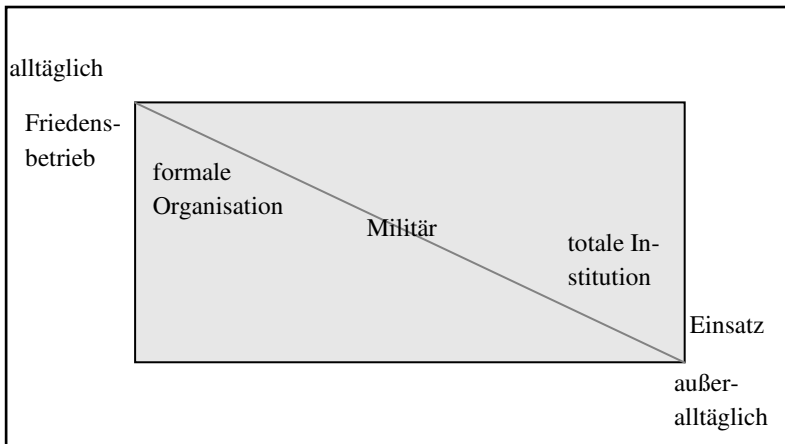 alltäglich
Friedens-
betrieb
formale
Organisation
Militär
totale In-
stitution
Einsatz
außer-
alltäglich